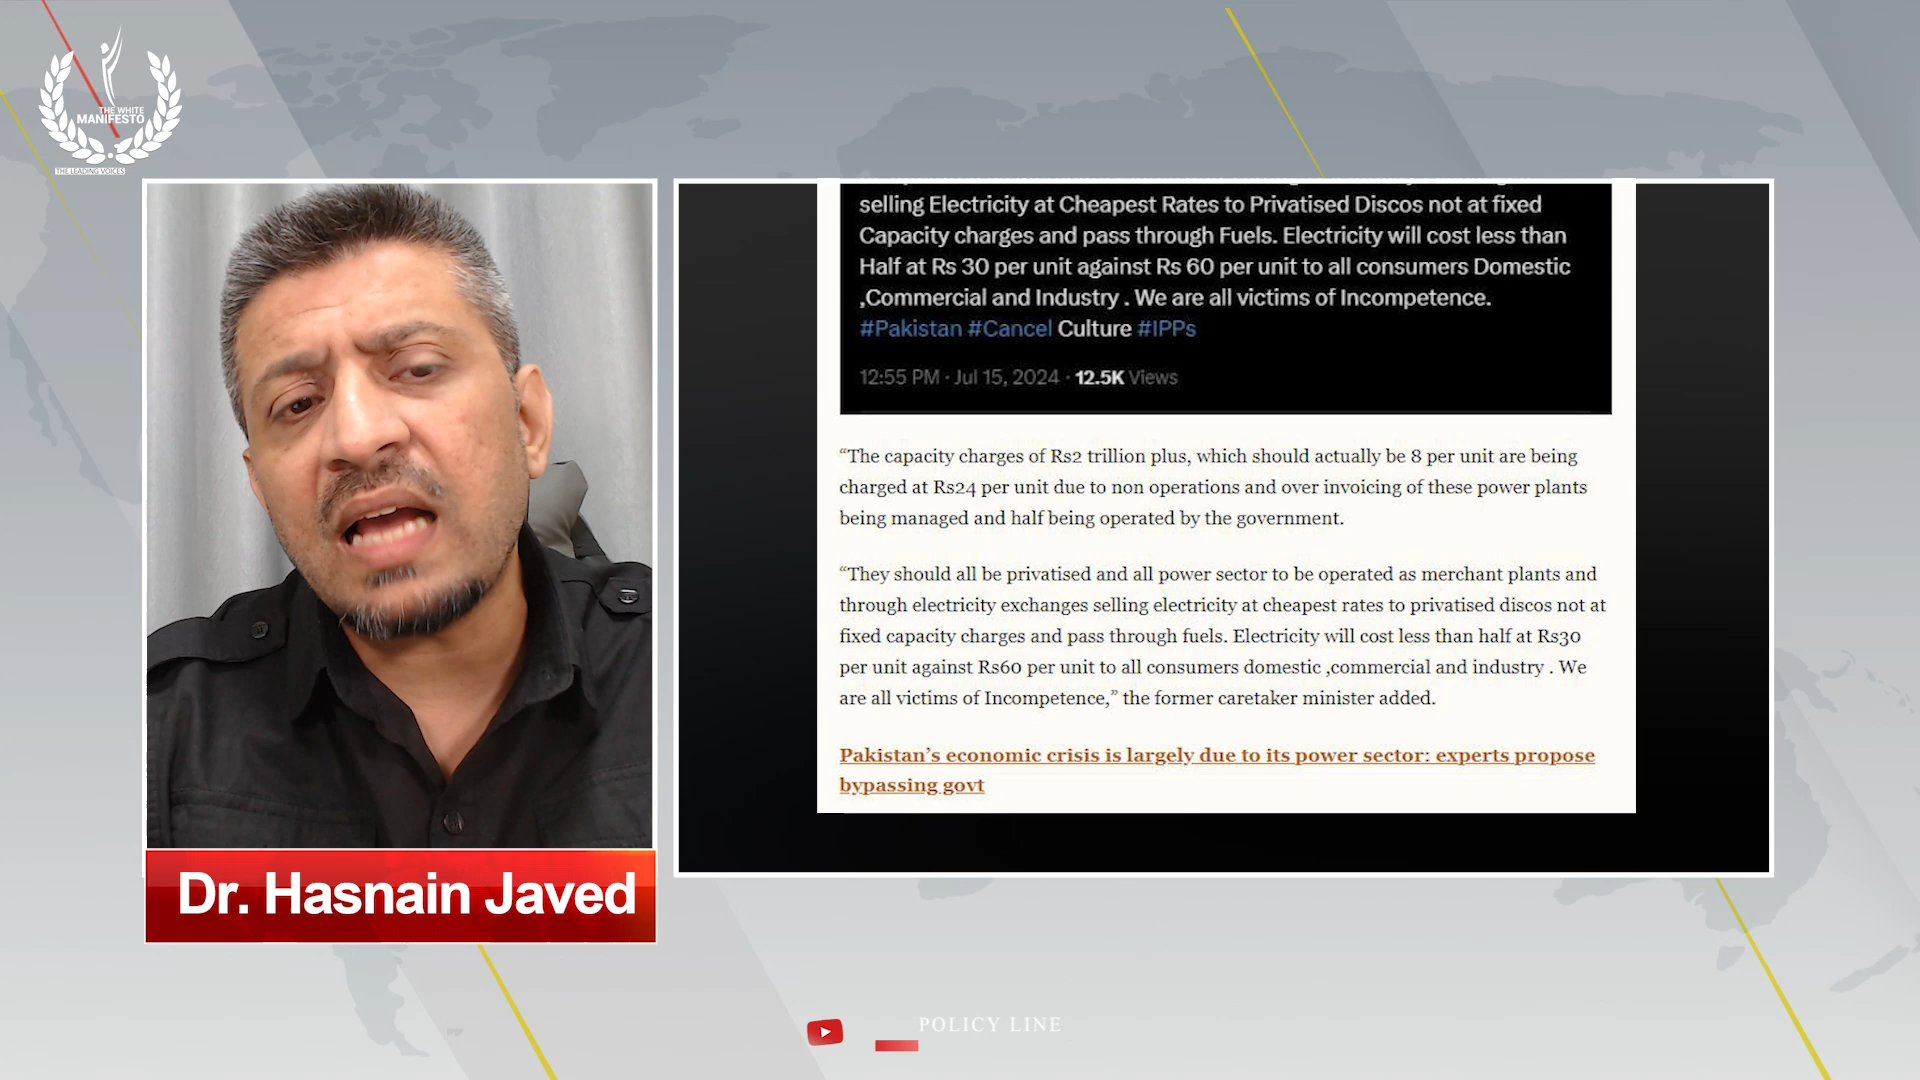 THE WHITE
MANIFESTO
THE LEADING VOICES
selling Electricity at Cheapest Rates to Privatised Discos not at fixed
Capacity charges and pass through Fuels. Electricity will cost less than
Half at Rs 30 per unit against Rs 60 per unit to all consumers Domestic
,Commercial and Industry . We are all victims of Incompetence.
#Pakistan #Cancel Culture #IPPs
12:55 PM · Jul 15, 2024 · 12.5K Views
“The capacity charges of Rs2 trillion plus, which should actually be 8 per unit are being
charged at Rs24 per unit due to non operations and over invoicing of these power plants
being managed and half being operated by the government.
“They should all be privatised and all power sector to be operated as merchant plants and
through electricity exchanges selling electricity at cheapest rates to privatised discos not at
fixed capacity charges and pass through fuels. Electricity will cost less than half at Rs30
per unit against Rs60 per unit to all consumers domestic ,commercial and industry . We
are all victims of Incompetence,” the former caretaker minister added.
Pakistan’s economic crisis is largely due to its power sector: experts propose
bypassing govt
Dr. Hasnain Javed
POLICY LINE